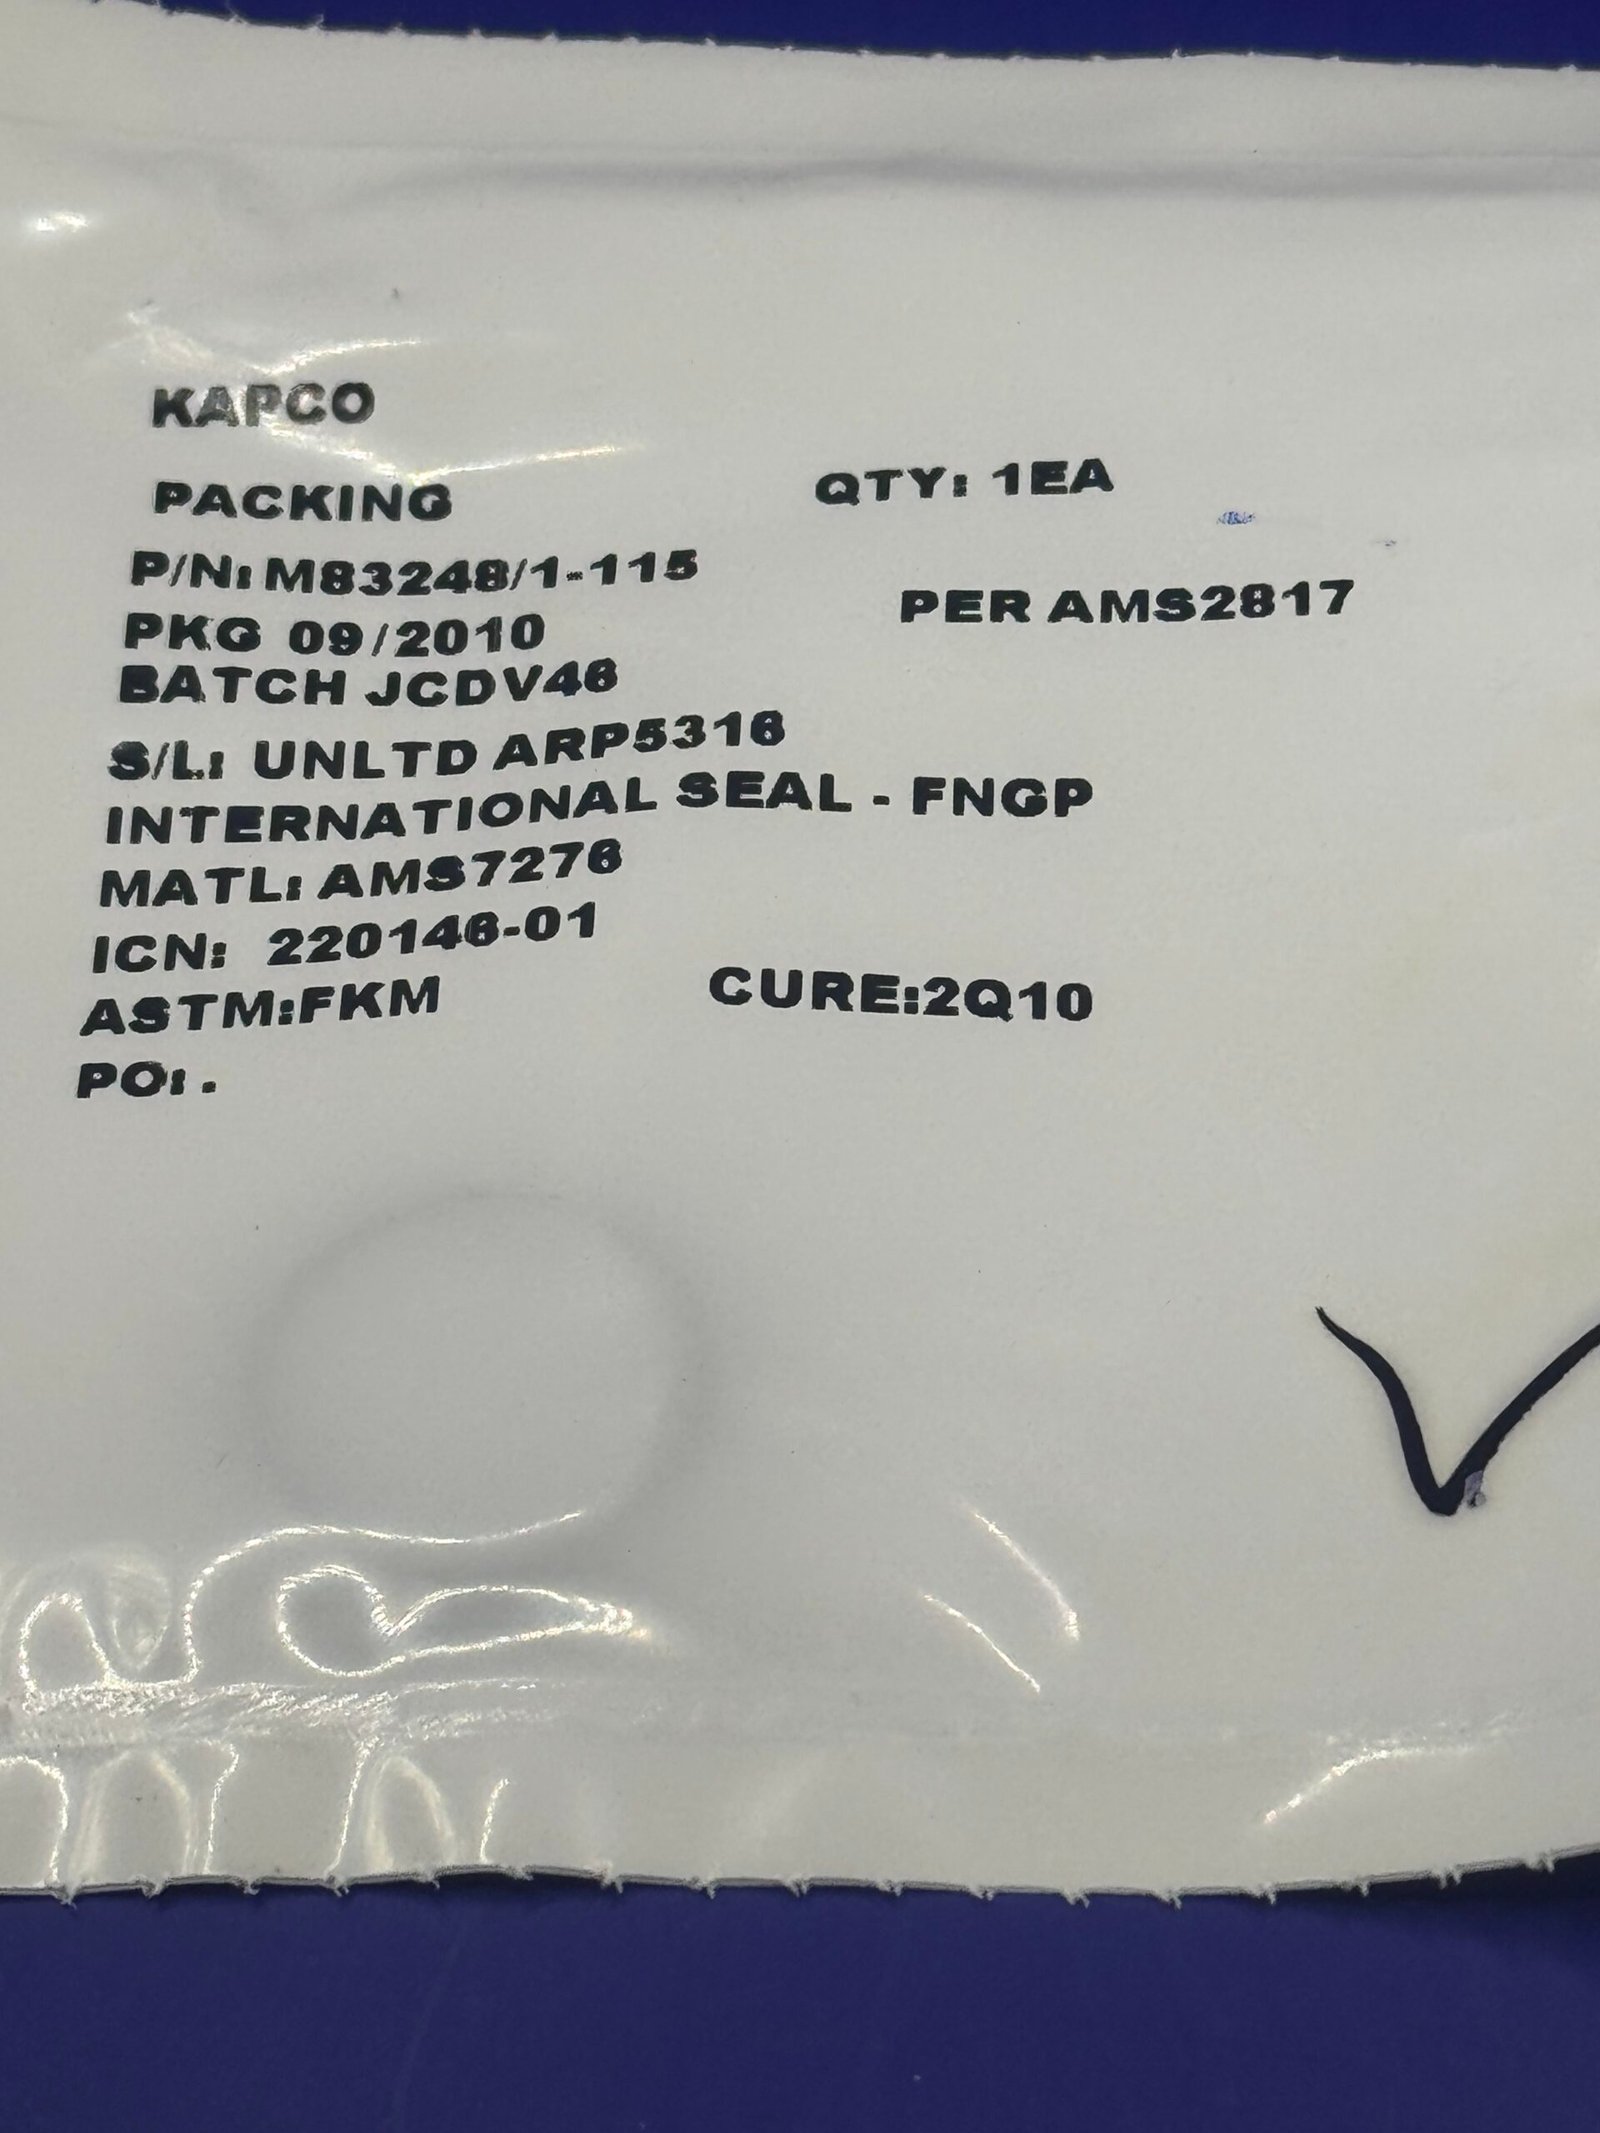 KAPCO
PACKING QTY: 1EA
P/N: M83248/1-115
PER AMS2817
PKG 09/2010
BATCH JCDV46
S/L: UNLTD ARP5316
INTERNATIONAL SEAL - FNGP
MATL: AMS7276
ICN: 220146-01
ASTM:FKM CURE:2Q10
PO: .